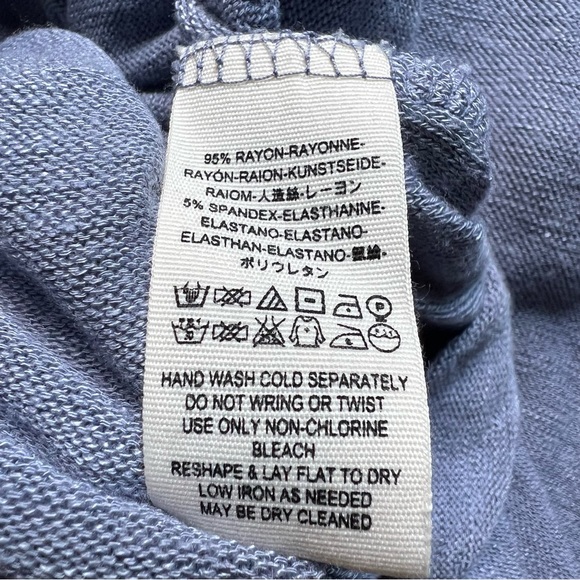 95% RAYON-RAYONNE-
RAYÓN-RAION-KUNSTSEIDE-
RAIOM-人造絲-レーヨン
5% SPANDEX-ELASTHANNE-
ELASTANO-ELASTANO-
ELASTHAN-ELASTANO-氨綸-
ポリウレタン
HAND WASH COLD SEPARATELY
DO NOT WRING OR TWIST
USE ONLY NON-CHLORINE
BLEACH
RESHAPE & LAY FLAT TO DRY
LOW IRON AS NEEDED
MAY BE DRY CLEANED